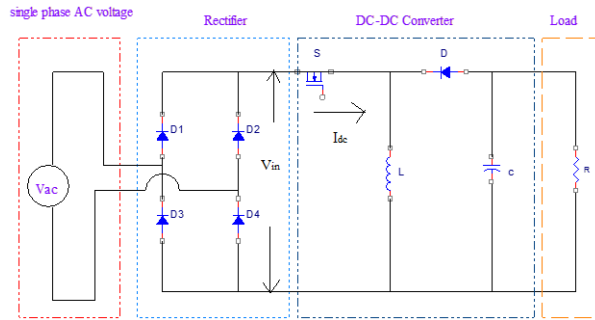 single phase AC voltage
Rectifier
DC-DC Converter
Load
S
D
D1
D2
Idc
Vin
Vac
L
C
R
D3
D4